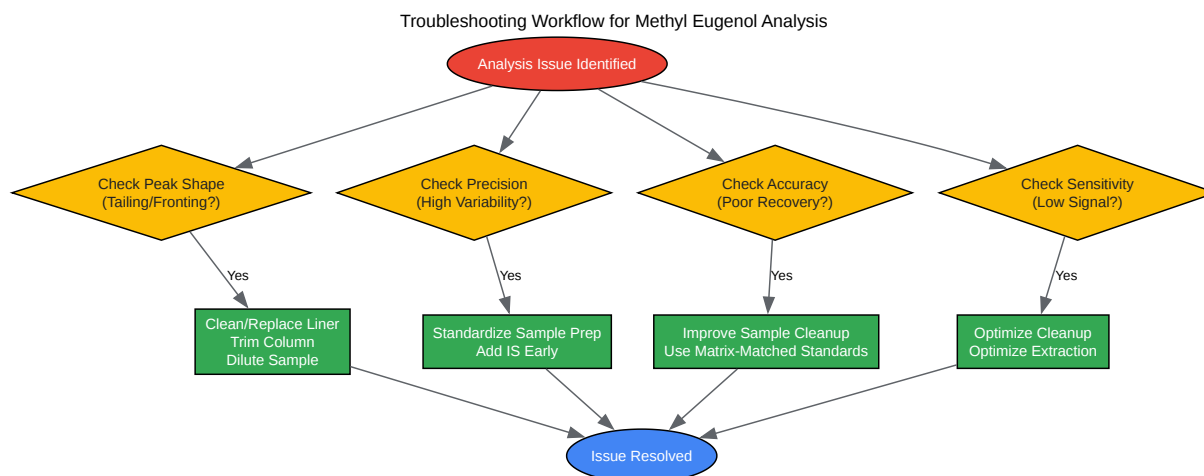 Troubleshooting Workflow for Methyl Eugenol Analysis
Analysis Issue Identified
Check Peak Shape
(Tailing/Fronting?)
Check Precision
(High Variability?)
Check Accuracy
(Poor Recovery?)
Check Sensitivity
(Low Signal?)
Yes
Yes
Yes
Yes
Clean/Replace Liner
Trim Column
Dilute Sample
Standardize Sample Prep
Add IS Early
Improve Sample Cleanup
Use Matrix-Matched Standards
Optimize Cleanup
Optimize Extraction
Issue Resolved